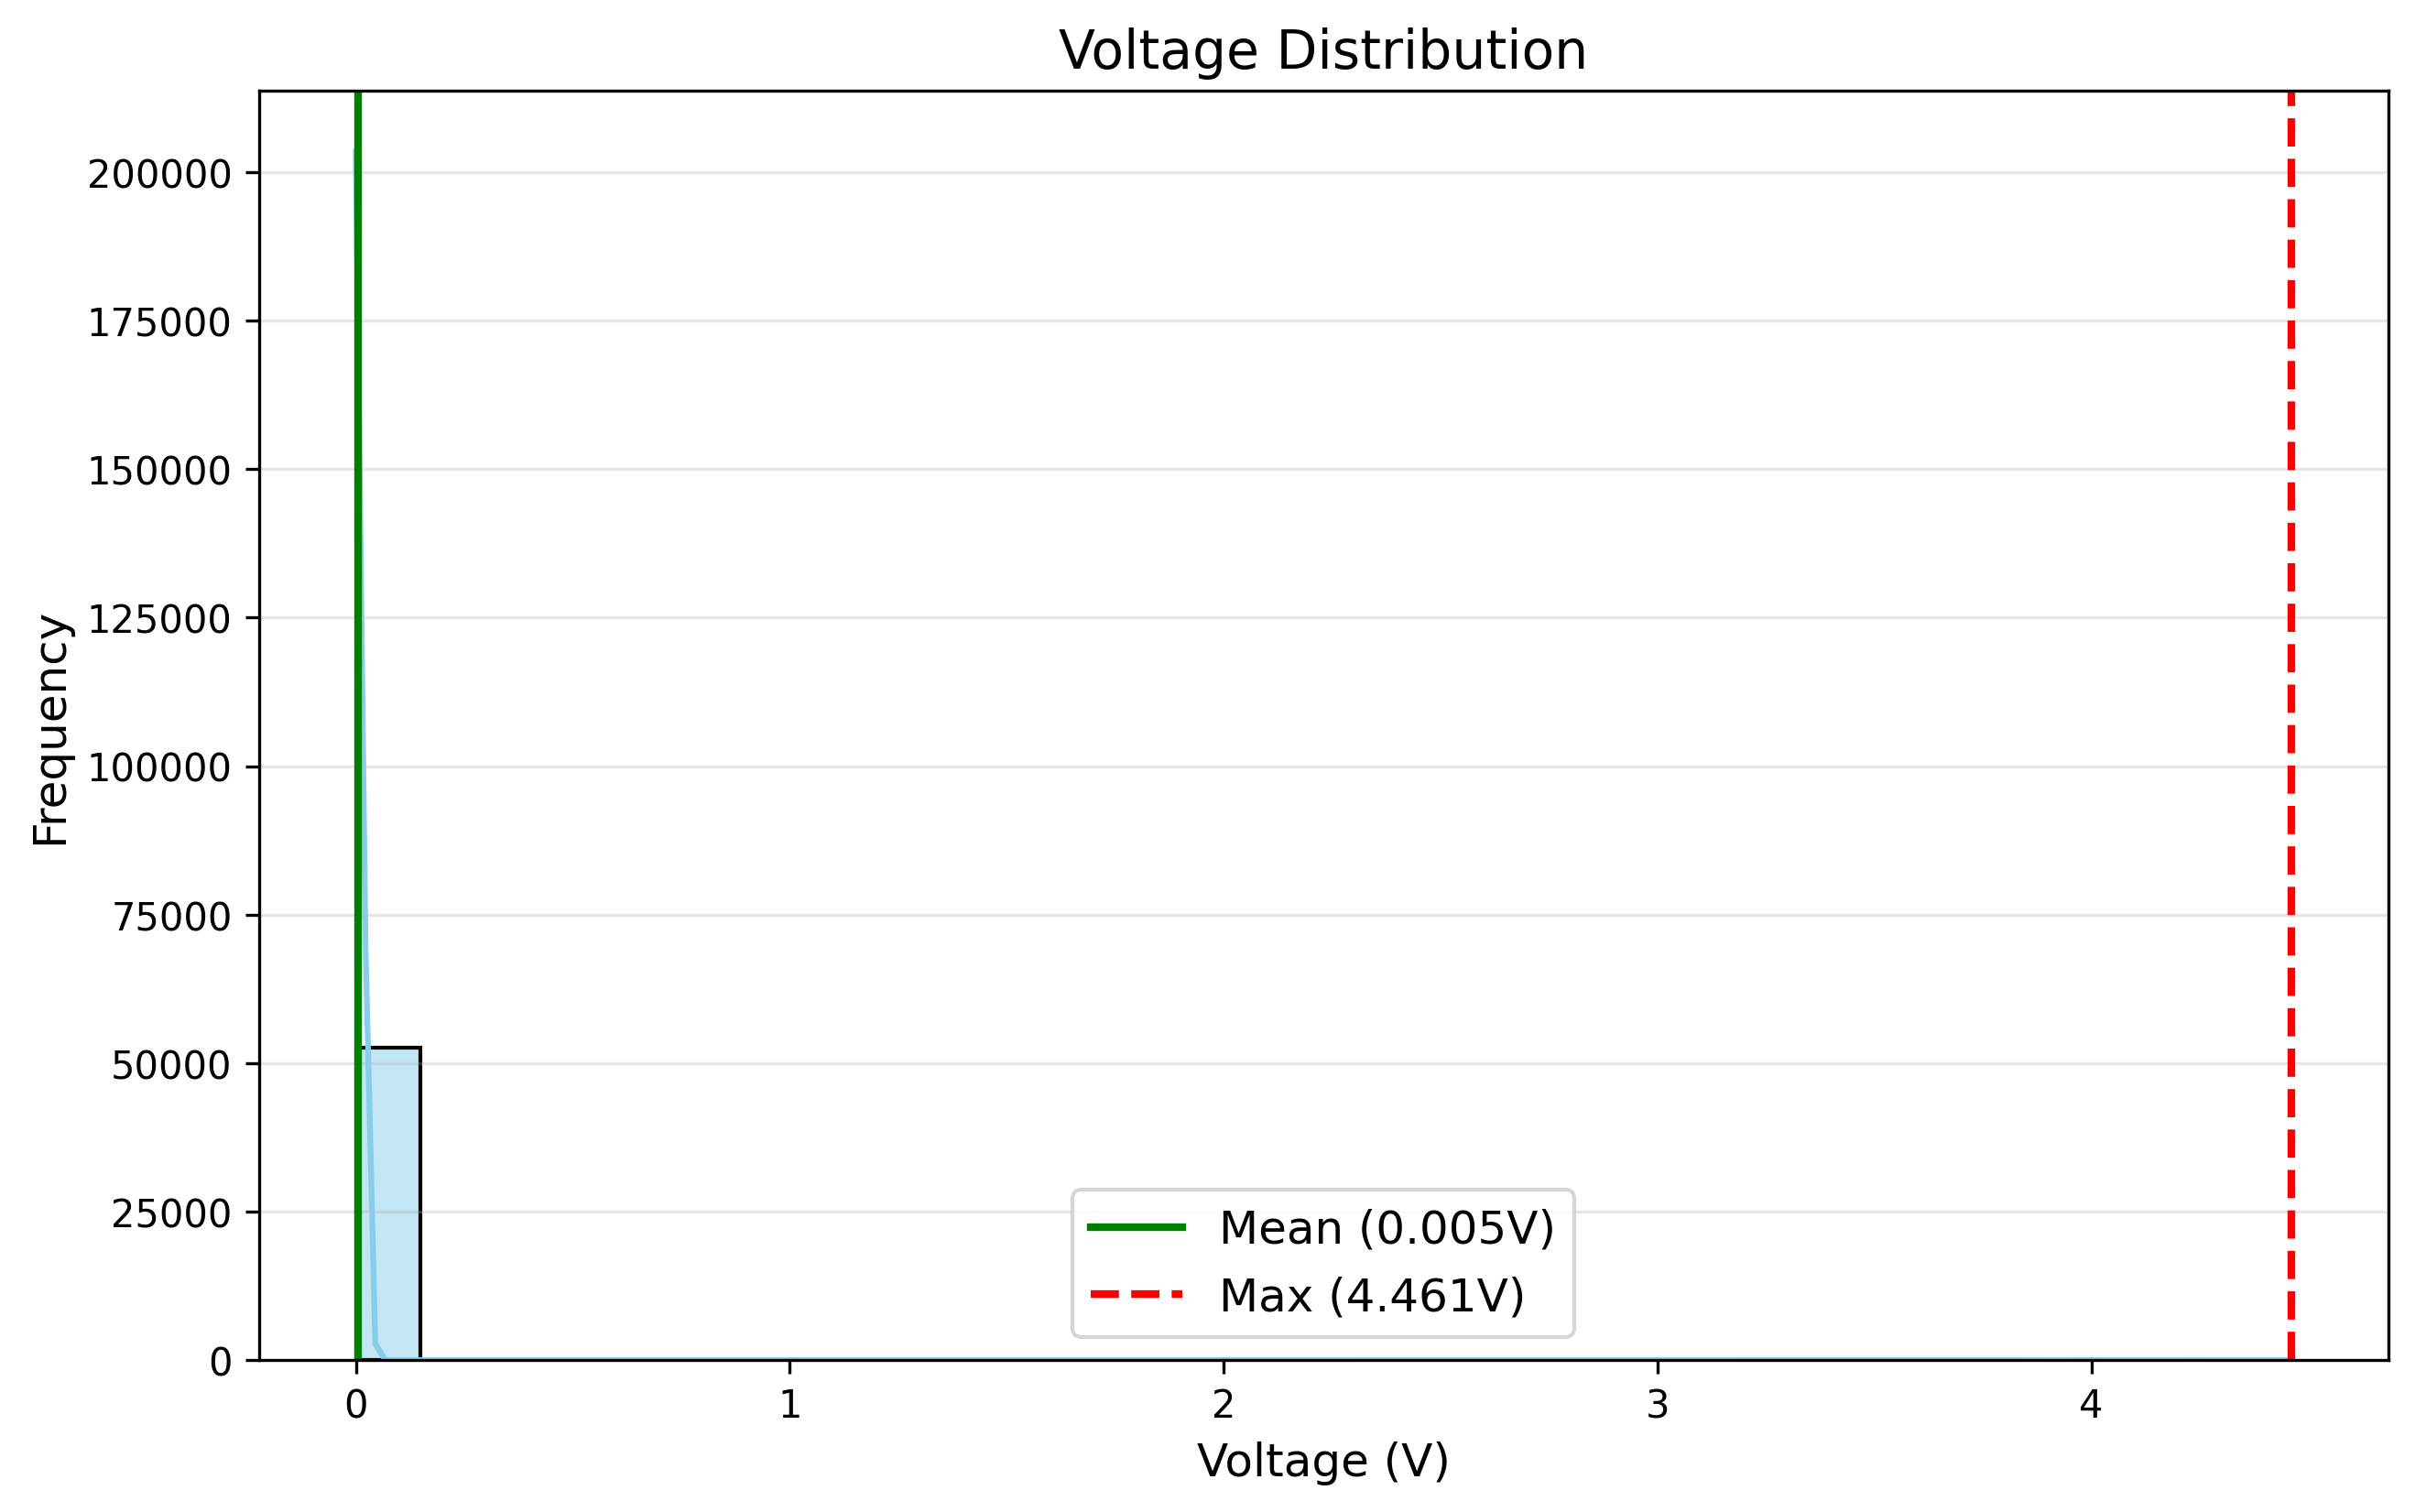 Voltage Distribution
200000
175000
150000
125000
100000
75000
50000
25000
0
Frequency
0 1 2 3 4
Voltage (V)
Mean (0.005V)
Max (4.461V)